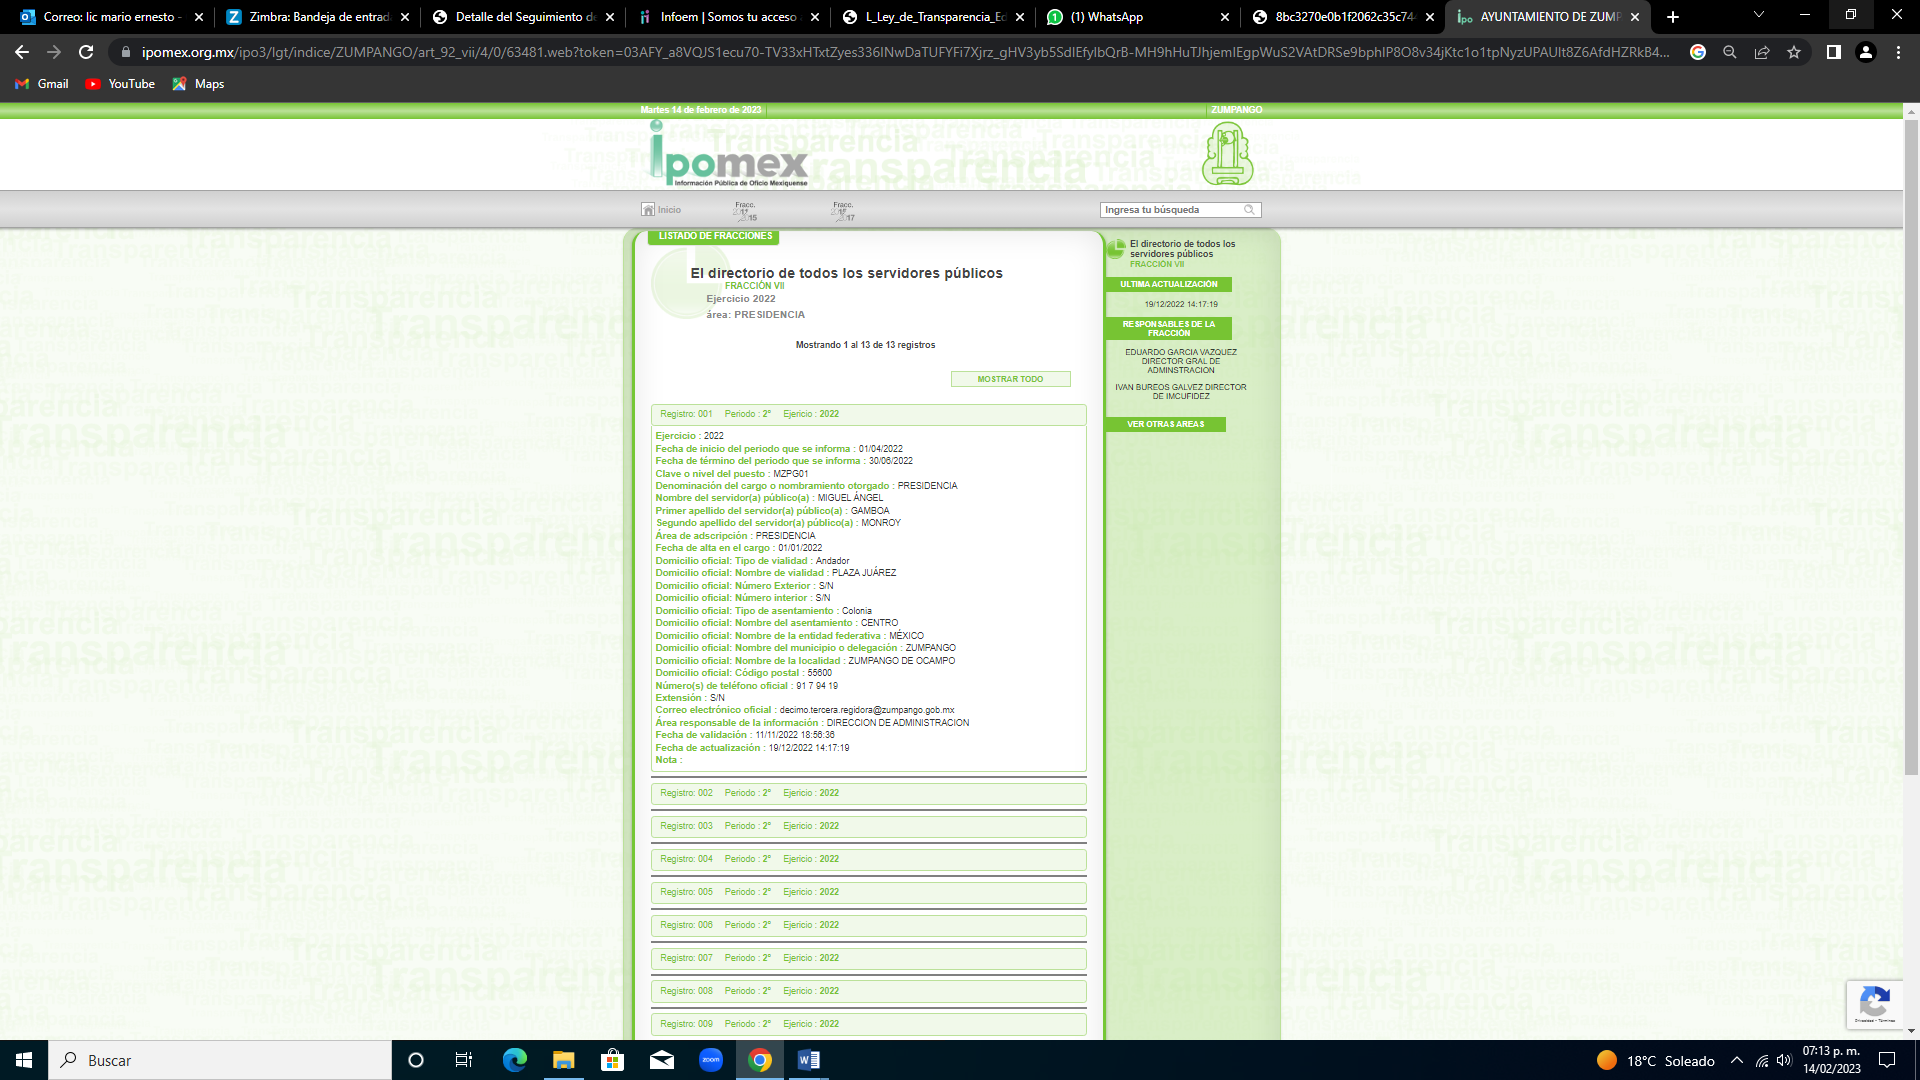 Correo: lic mario ernesto -
Zimbra: Bandeja de entrada
Detalle del Seguimiento de
Infoem | Somos tu acceso
L_Ley_de_Transparencia_Ed
(1) WhatsApp
8bc3270e0b1f2062c35c74
AYUNTAMIENTO DE ZUMP
ipomex.org.mx/ipo3/lgt/indice/ZUMPANGO/art_92_vii/4/0/63481.web?token=
Gmail YouTube Maps
Martes 14 de febrero de 2023
ZUMPANGO
Transparencia
ipomex
Información Pública de Oficio Mexiquense
Inicio
Fracc.
Fracc.
Ingresa tu búsqueda
LISTADO DE FRACCIONES
El directorio de todos los servidores públicos
FRACCIÓN VII
Ejercicio 2022
área: PRESIDENCIA
Mostrando 1 al 13 de 13 registros
MOSTRAR TODO
Registro: 001 Periodo : 2° Ejericio : 2022
Ejercicio : 2022
Fecha de inicio del periodo que se informa : 01/04/2022
Fecha de término del periodo que se informa : 30/06/2022
Clave o nivel del puesto : MZPG01
Denominación del cargo o nombramiento otorgado : PRESIDENCIA
Nombre del servidor(a) público(a) : MIGUEL ÁNGEL
Primer apellido del servidor(a) público(a) : GAMBOA
Segundo apellido del servidor(a) público(a) : MONROY
Área de adscripción : PRESIDENCIA
Fecha de alta en el cargo : 01/01/2022
Domicilio oficial: Tipo de vialidad : Andador
Domicilio oficial: Nombre de vialidad : PLAZA JUÁREZ
Domicilio oficial: Número Exterior : S/N
Domicilio oficial: Número interior : S/N
Domicilio oficial: Tipo de asentamiento : Colonia
Domicilio oficial: Nombre del asentamiento : CENTRO
Domicilio oficial: Nombre de la entidad federativa : MÉXICO
Domicilio oficial: Nombre del municipio o delegación : ZUMPANGO
Domicilio oficial: Nombre de la localidad : ZUMPANGO DE OCAMPO
Domicilio oficial: Código postal : 55600
Número(s) de teléfono oficial : 91 7 94 19
Extensión : S/N
Correo electrónico oficial : decimo.tercera.regidora@zumpango.gob.mx
Área responsable de la información : DIRECCION DE ADMINISTRACION
Fecha de validación : 11/11/2022 18:56:36
Fecha de actualización : 19/12/2022 14:17:19
Nota :
Registro: 002 Periodo : 2° Ejericio : 2022
Registro: 003 Periodo : 2° Ejericio : 2022
Registro: 004 Periodo : 2° Ejericio : 2022
Registro: 005 Periodo : 2° Ejericio : 2022
Registro: 006 Periodo : 2° Ejericio : 2022
Registro: 007 Periodo : 2° Ejericio : 2022
Registro: 008 Periodo : 2° Ejericio : 2022
Registro: 009 Periodo : 2° Ejericio : 2022
El directorio de todos los
servidores públicos
FRACCIÓN VII
ULTIMA ACTUALIZACIÓN
19/12/2022 14:17:19
RESPONSABLES DE LA
FRACCIÓN
EDUARDO GARCIA VAZQUEZ
DIRECTOR GRAL DE
ADMINSTRACION
IVAN BUREOS GALVEZ DIRECTOR
DE IMCUFIDEZ
VER OTRAS AREAS
Privacidad - Términos
Buscar
zoom
18°C Soleado
07:13 p. m.
14/02/2023